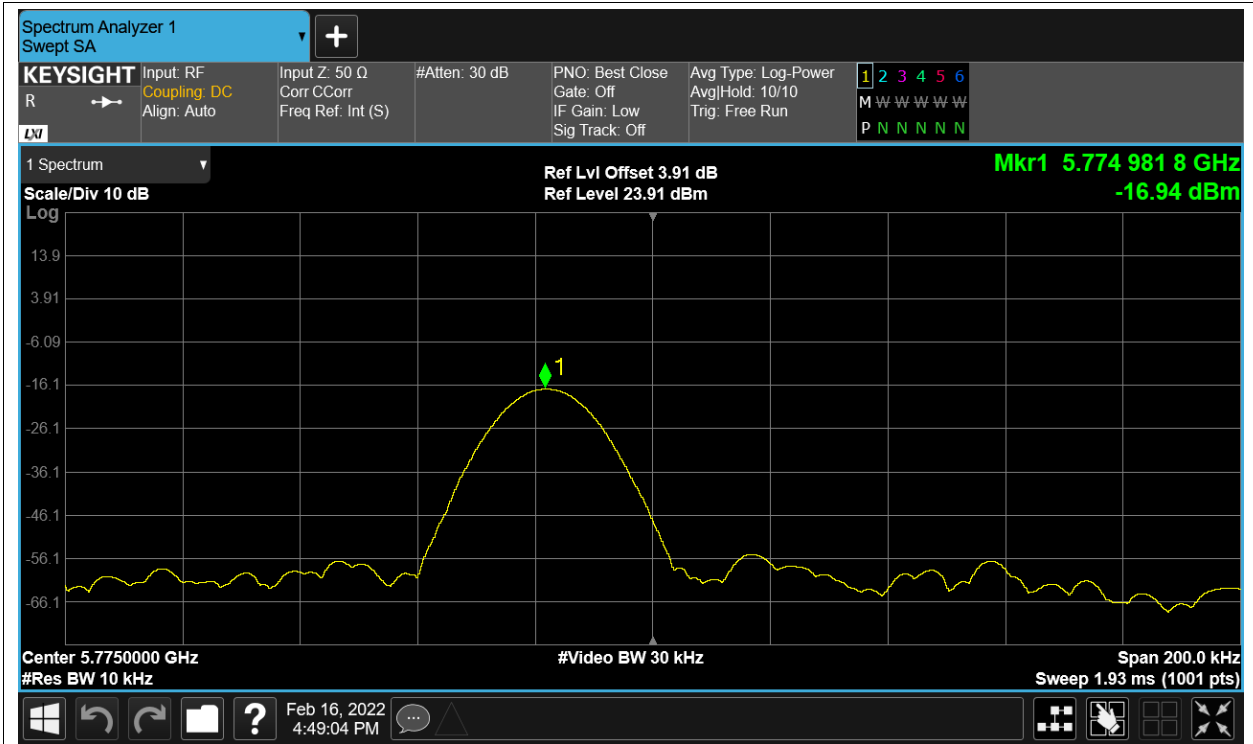 Spectrum Analyzer 1
Swept SA
KEYSIGHT
R
LXI
Input: RF
Coupling: DC
Align: Auto
Input Z: 50 Ω
Corr CCorr
Freq Ref: Int (S)
#Atten: 30 dB
PNO: Best Close
Gate: Off
IF Gain: Low
Sig Track: Off
Avg Type: Log-Power
Avg|Hold: 10/10
Trig: Free Run
1 2 3 4 5 6
M W W W W W
P N N N N N
1 Spectrum
Scale/Div 10 dB
Log
Ref Lvl Offset 3.91 dB
Ref Level 23.91 dBm
Mkr1 5.774 981 8 GHz
-16.94 dBm
13.9
3.91
-6.09
-16.1
-26.1
-36.1
-46.1
-56.1
-66.1
1
Center 5.7750000 GHz
#Res BW 10 kHz
#Video BW 30 kHz
Span 200.0 kHz
Sweep 1.93 ms (1001 pts)
?
Feb 16, 2022
4:49:04 PM